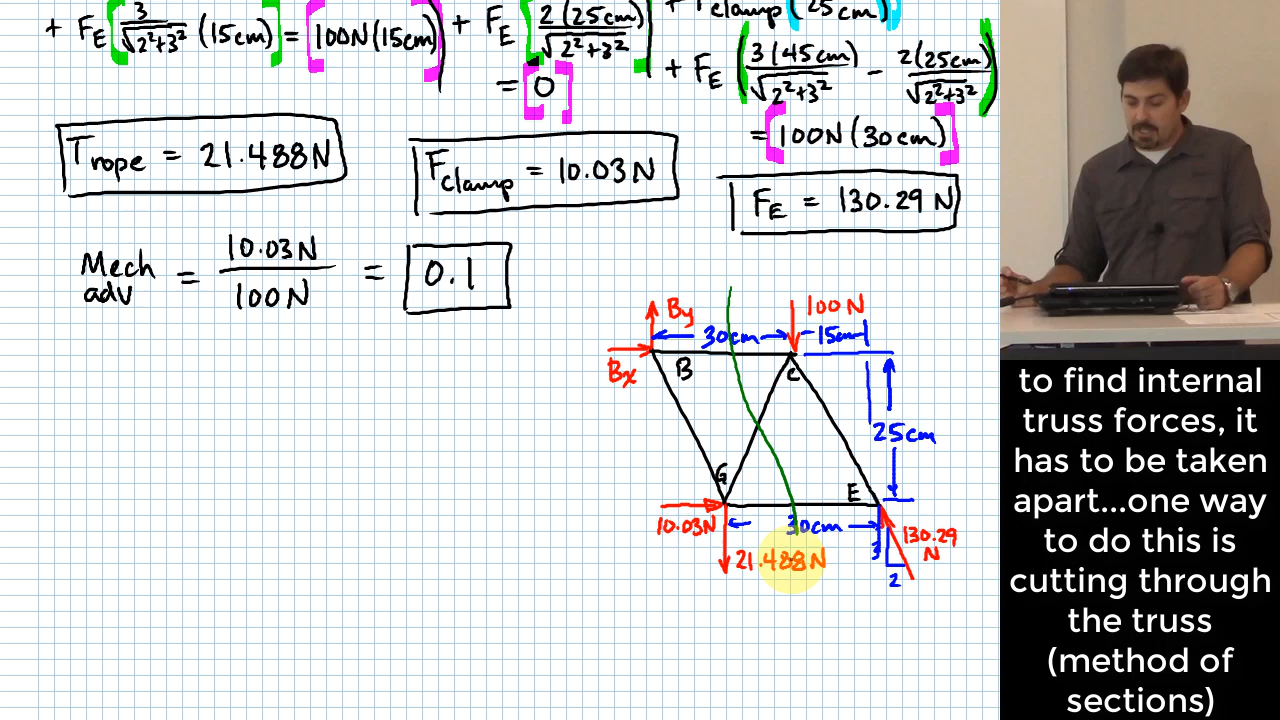 + F_E [3/√(2²+3²) (15cm)] = [100N(15cm)]
+ F_E [2(25cm)/√(2²+3²)]
= [0]
+ F_clamp (25cm)
+ F_E (3(45cm)/√(2²+3²) - 2(25cm)/√(2²+3²))
= [100N(30cm)]
T_rope = 21.488N
F_clamp = 10.03N
F_E = 130.29 N
Mech adv = 10.03N/100N = 0.1
By
100N
30cm
15cm
Bx
B
C
25cm
G
E
10.03N
30cm
130.29
N
3
21.488N
2
to find internal
truss forces, it
has to be taken
apart...one way
to do this is
cutting through
the truss
(method of
sections)